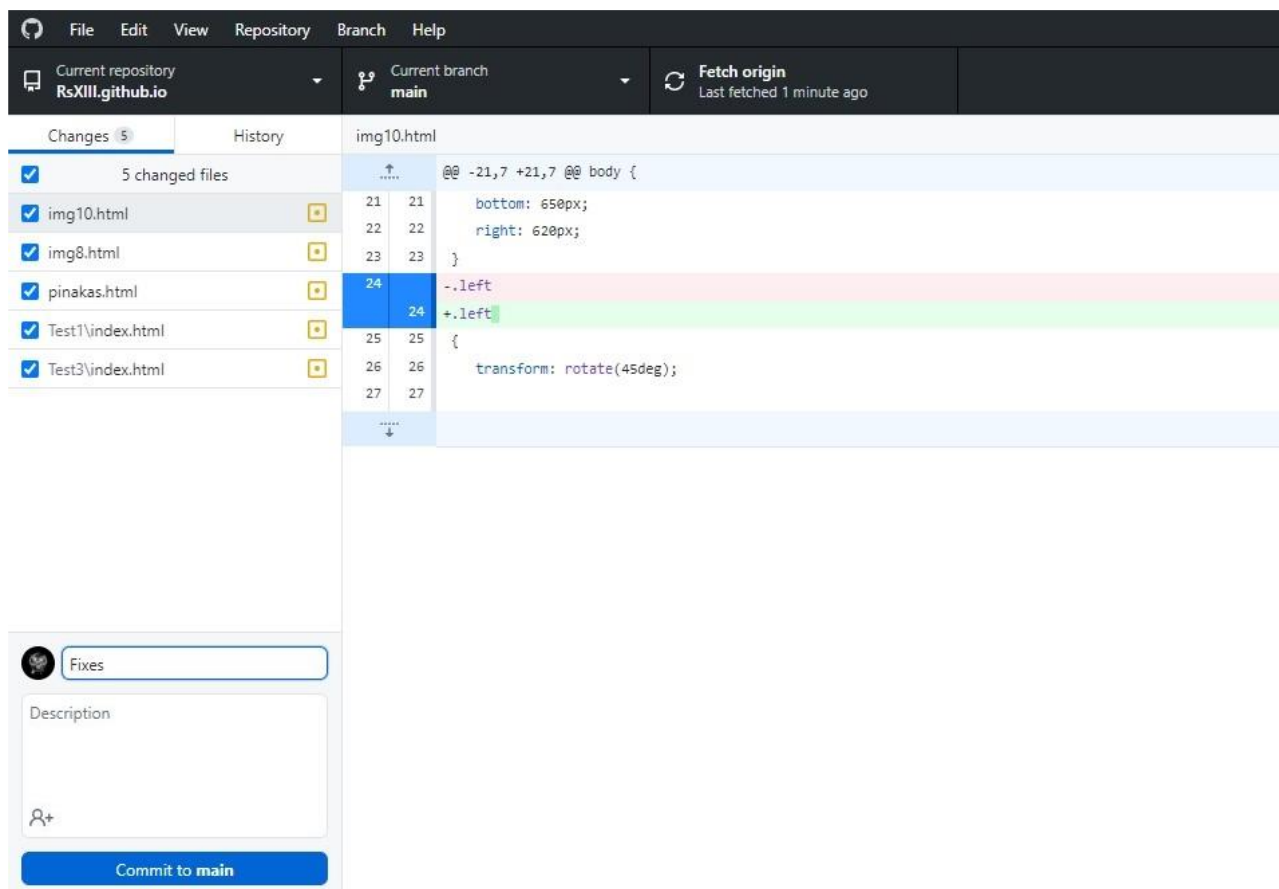 File Edit View Repository Branch Help
Current repository
RsXIII.github.io
Current branch
main
Fetch origin
Last fetched 1 minute ago
Changes 5
History
img10.html
5 changed files
img10.html
img8.html
pinakas.html
Test1\index.html
Test3\index.html
@@ -21,7 +21,7 @@ body {
21 21 bottom: 650px;
22 22 right: 620px;
23 23 }
24 -.left
24 +.left
25 25 {
26 26 transform: rotate(45deg);
27 27
Fixes
Description
Commit to main